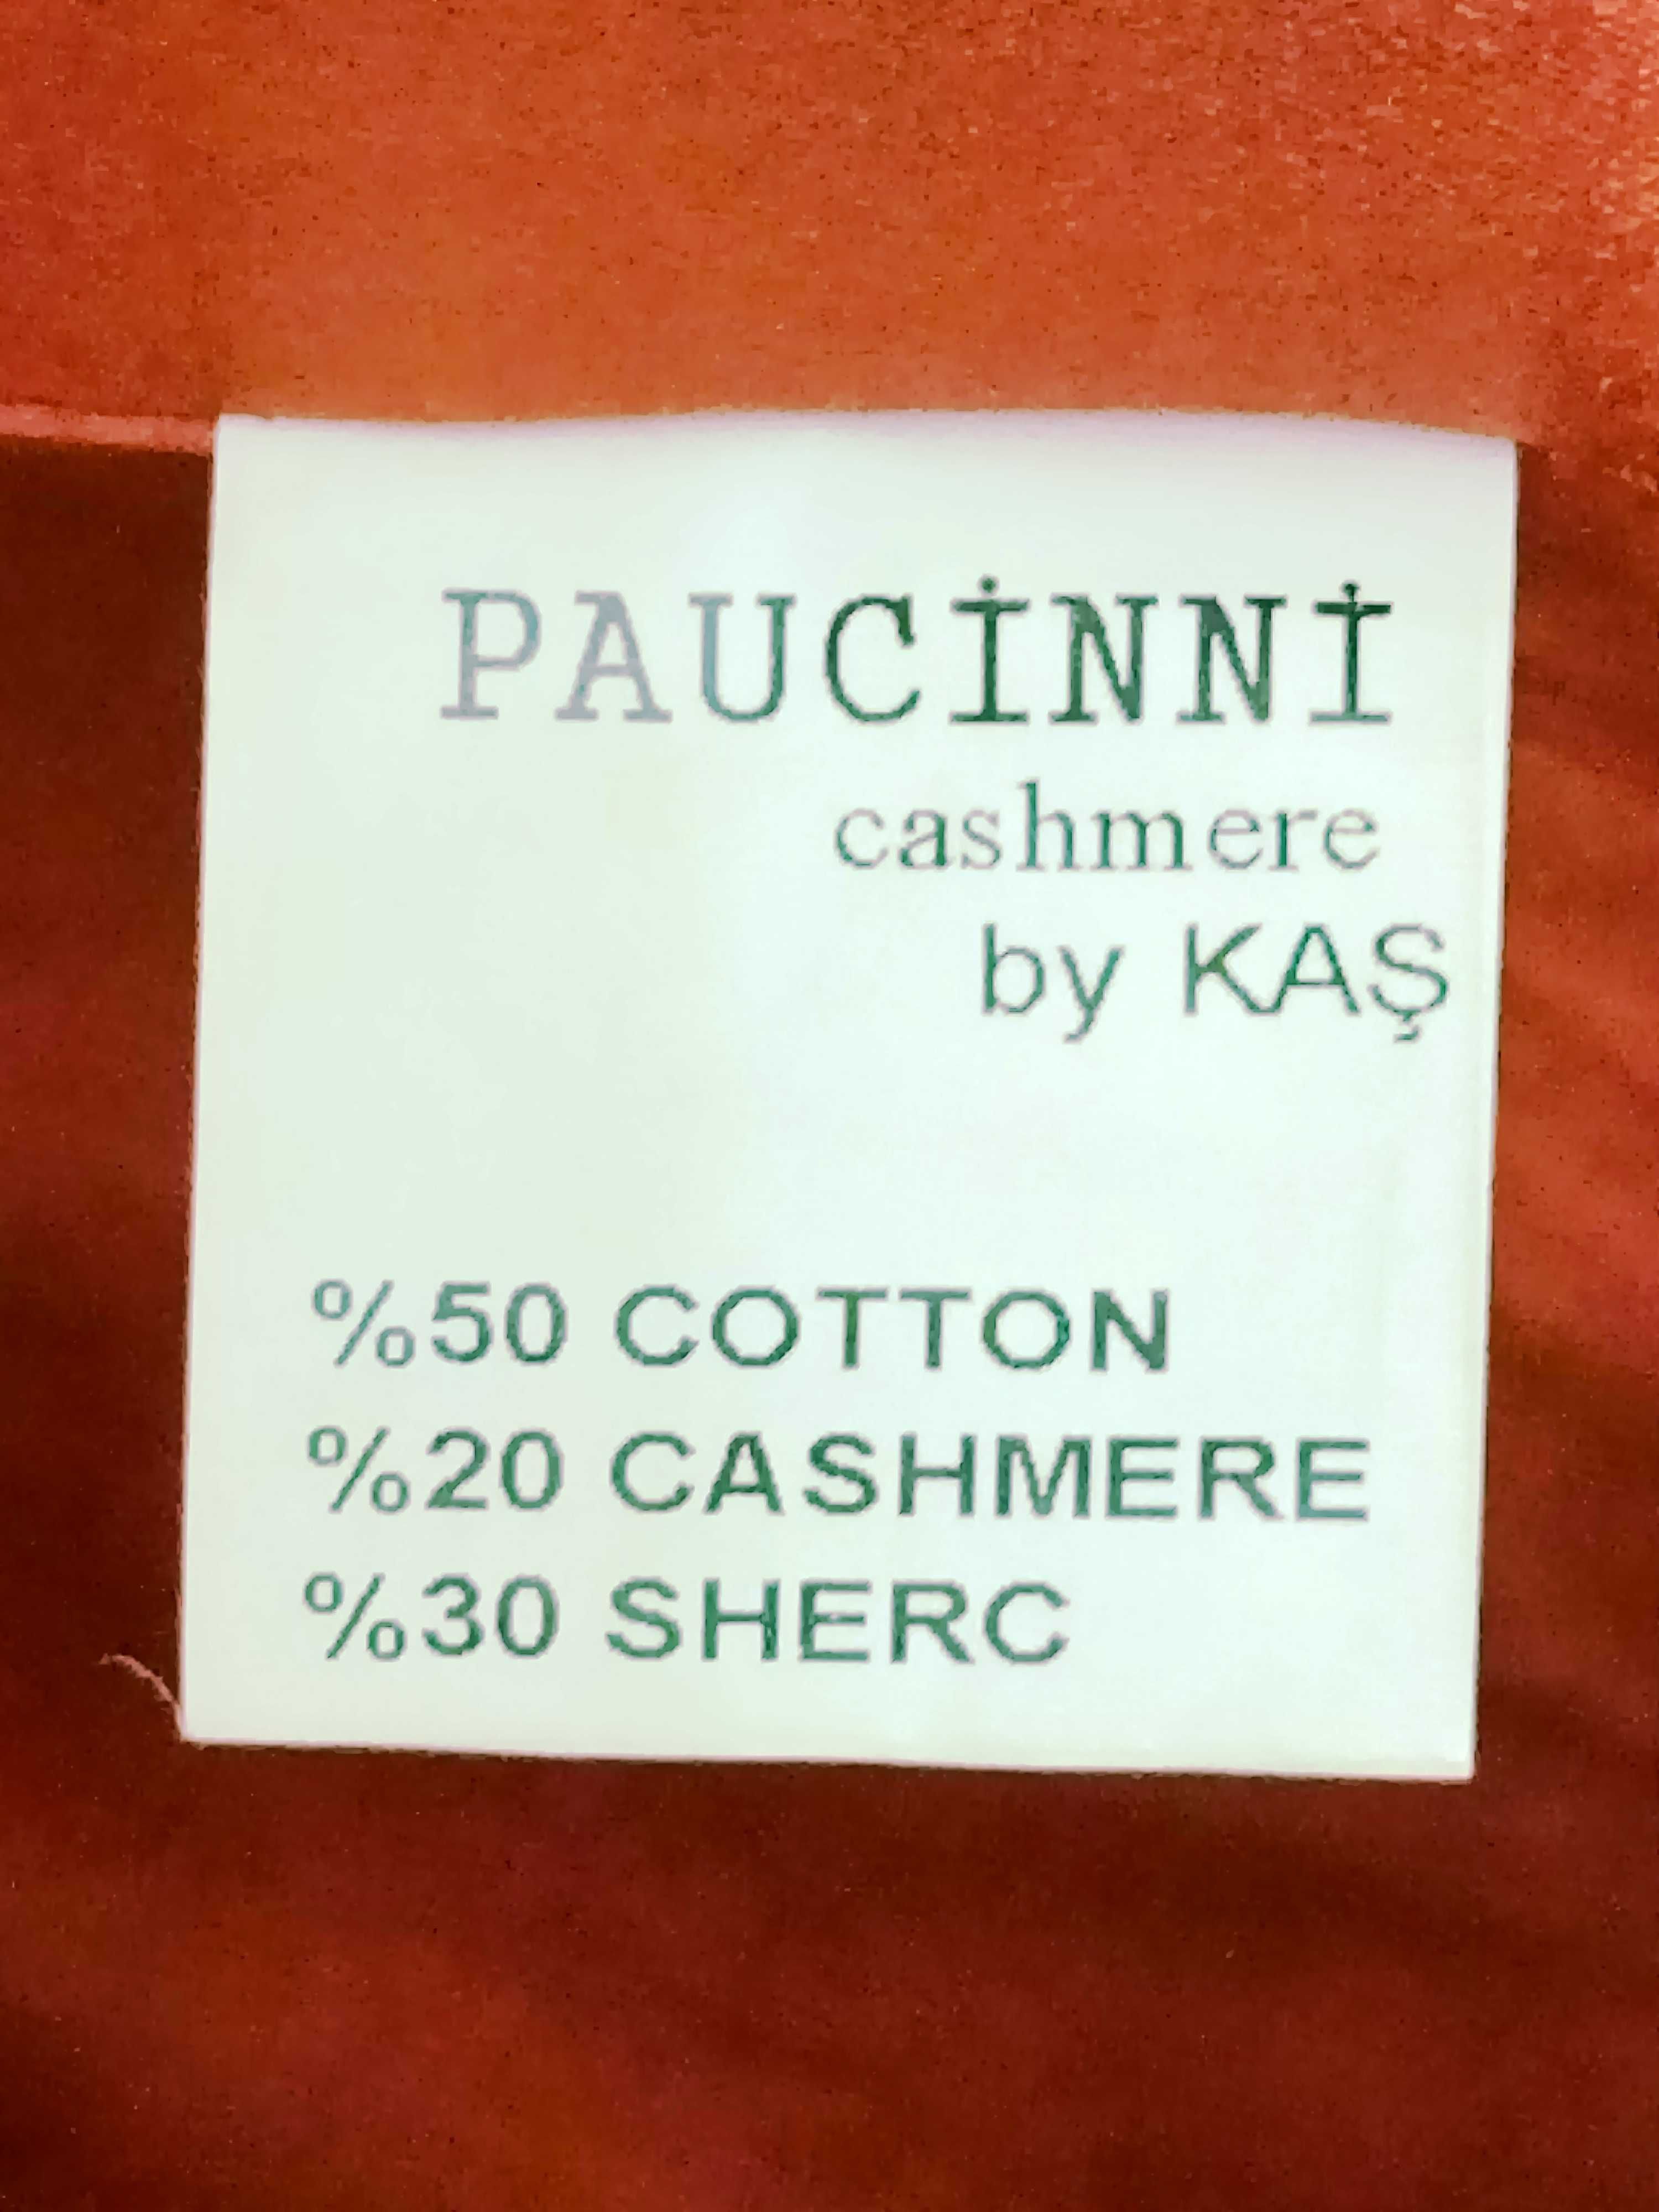 PAUCİNNİ
cashmere
by KAŞ
%50 COTTON
%20 CASHMERE
%30 SHERC